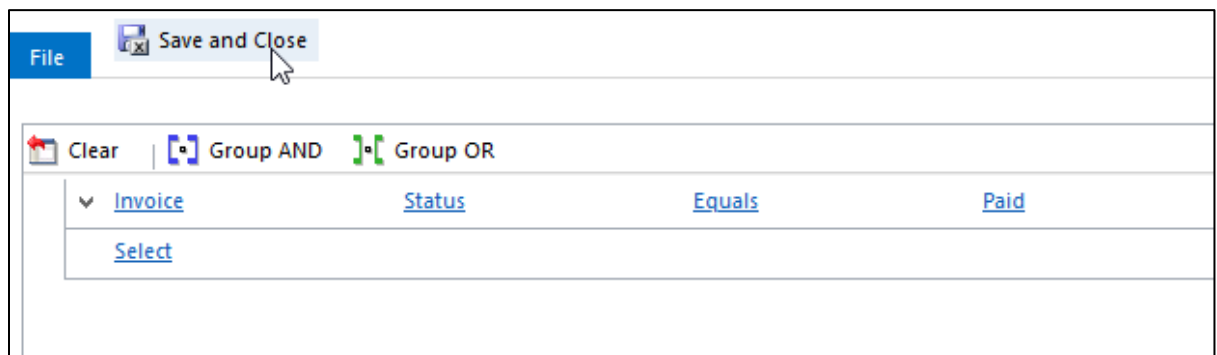 File Save and Close
Clear Group AND Group OR
Invoice Status Equals Paid
Select